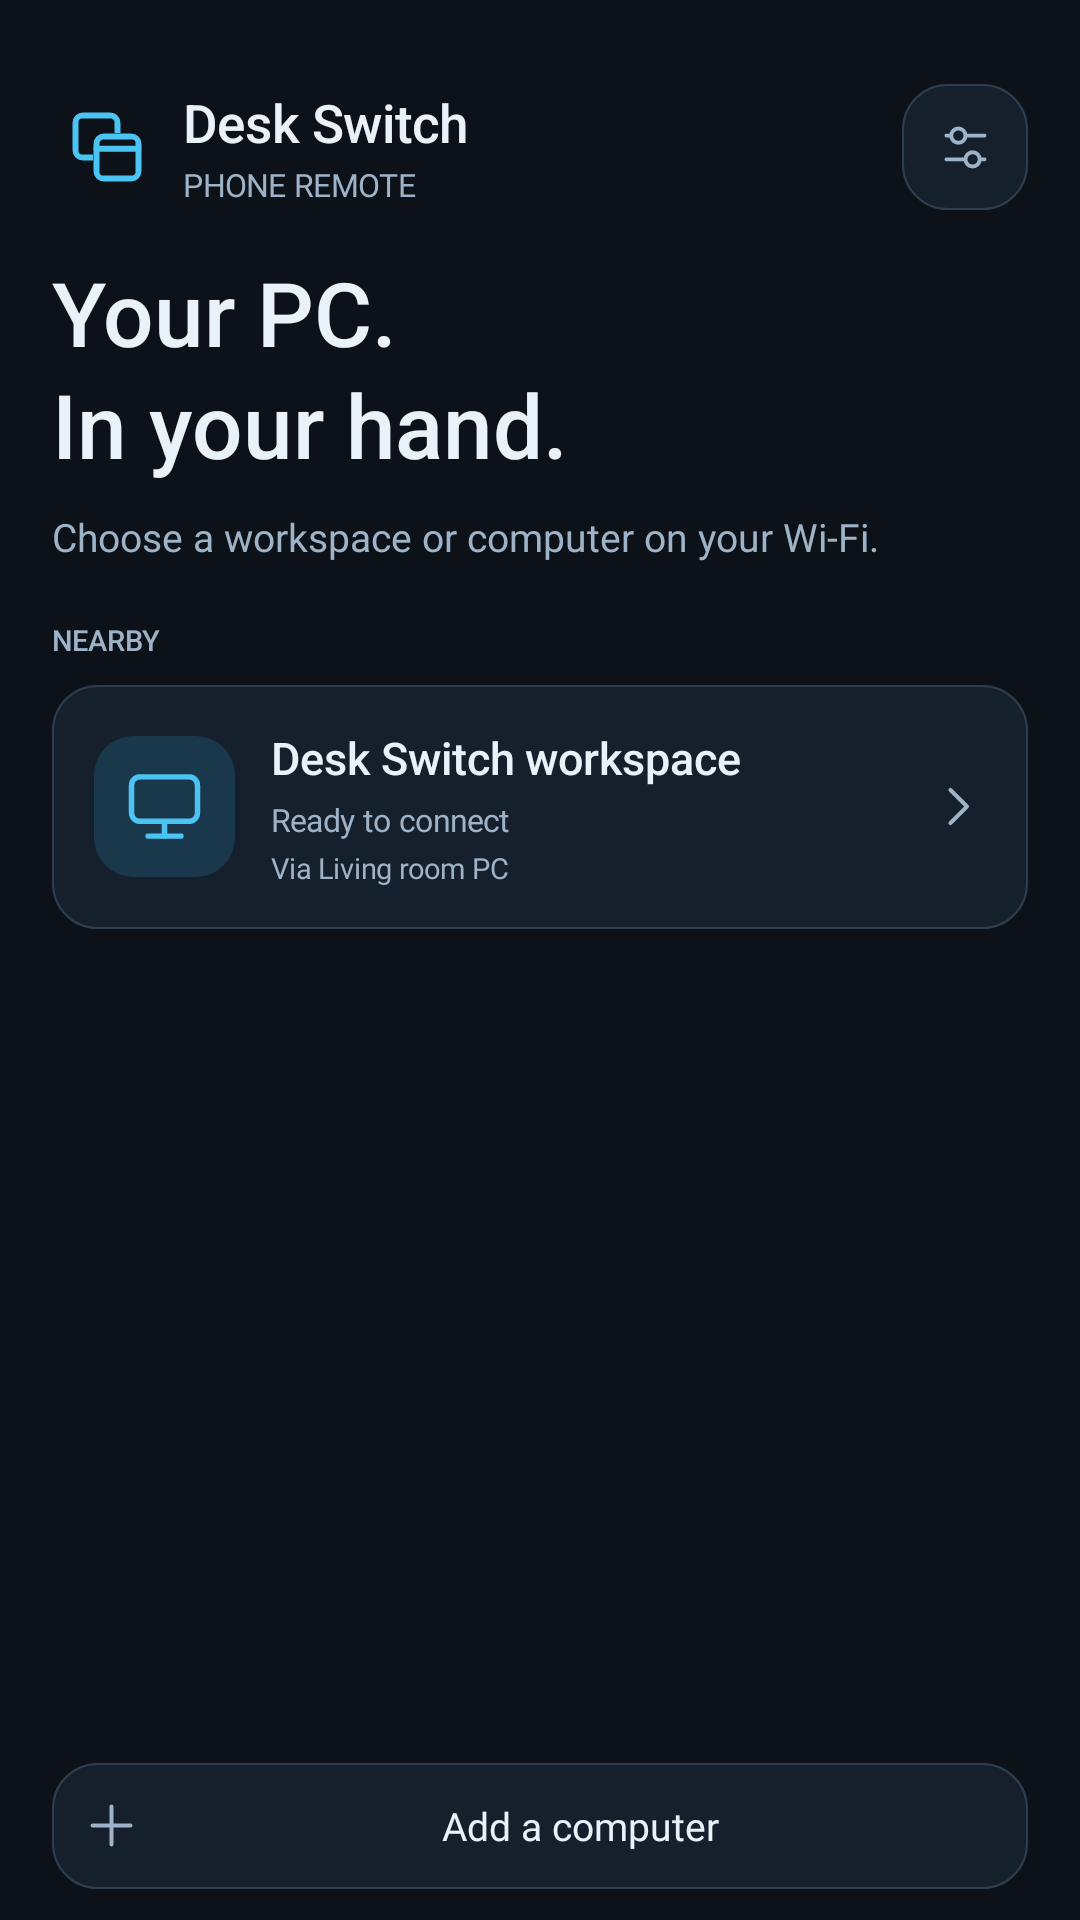 Desk Switch
PHONE REMOTE
Your PC.
In your hand.
Choose a workspace or computer on your Wi-Fi.
NEARBY
Desk Switch workspace
Ready to connect
Via Living room PC
Add a computer